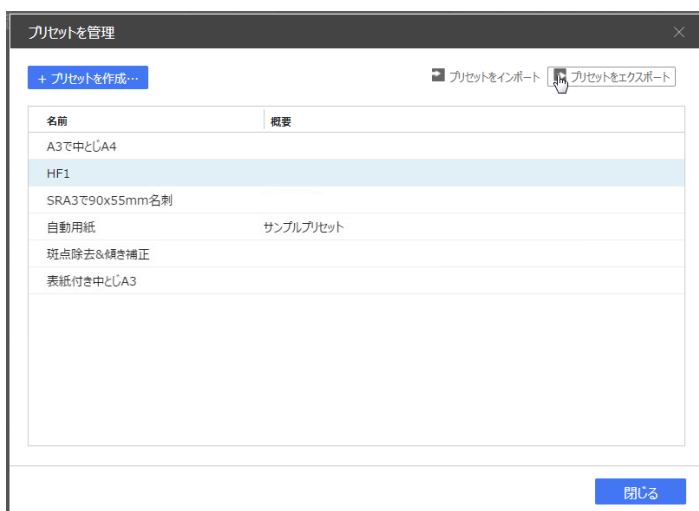 プリセットを管理
+ プリセットを作成…
プリセットをインポート
プリセットをエクスポート
名前 概要
A3で中とじA4
HF1
SRA3で90x55mm名刺
自動用紙 サンプルプリセット
斑点除去&傾き補正
表紙付き中とじA3
閉じる